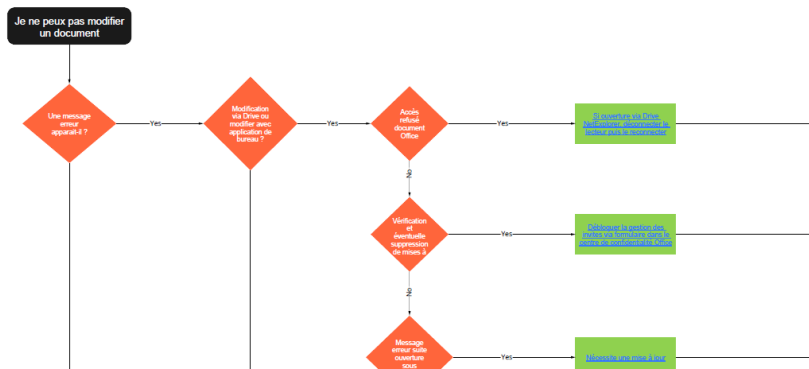 Je ne peux pas modifier
un document
Une message
erreur
apparait-il ?
Yes
Modification
via Drive ou
modifier avec
application de
bureau ?
Yes
Accès
refusé
document
Office
Yes
Si ouverture via Drive
NetExplorer, déconnecter le
lecteur puis le reconnecter
No
Vérification
et
éventuelle
suppression
de mises à
Yes
Débloquer la gestion des
invites via formulaire dans le
centre de confidentialité Office
No
Message
erreur suite
ouverture
sous
Yes
Nécessite une mise à jour